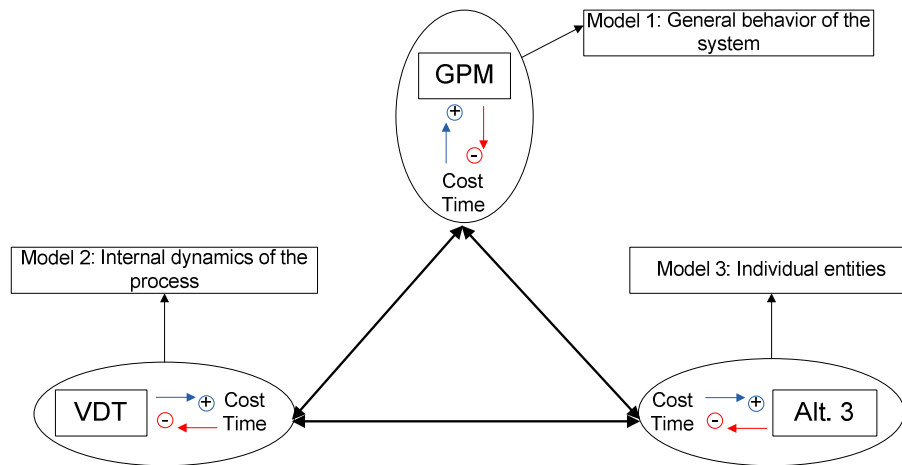 Model 1: General behavior of the
system
GPM
+
-
Cost
Time
Model 2: Internal dynamics of the
process
Model 3: Individual entities
VDT
+
-
Cost
Time
Cost
Time
+
-
Alt. 3